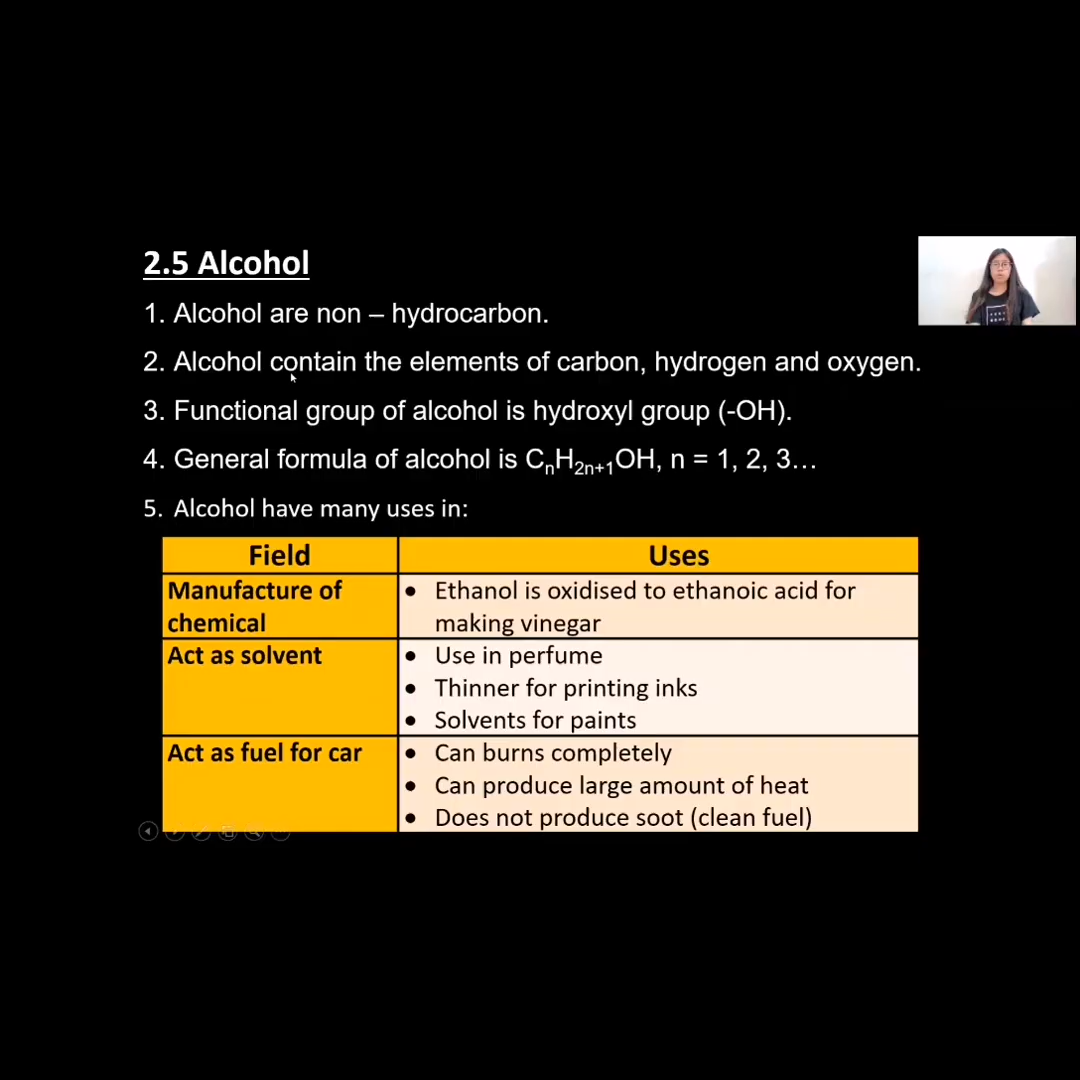 2.5 Alcohol
1. Alcohol are non – hydrocarbon.
2. Alcohol contain the elements of carbon, hydrogen and oxygen.
3. Functional group of alcohol is hydroxyl group (-OH).
4. General formula of alcohol is CₙH₂ₙ₊₁OH, n = 1, 2, 3…
5. Alcohol have many uses in:
Field
Uses
Manufacture of
chemical
• Ethanol is oxidised to ethanoic acid for
making vinegar
Act as solvent
• Use in perfume
• Thinner for printing inks
• Solvents for paints
Act as fuel for car
• Can burns completely
• Can produce large amount of heat
• Does not produce soot (clean fuel)